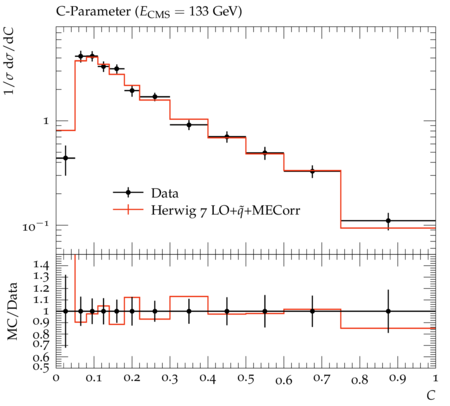 C-Parameter (E_CMS = 133 GeV)
1/σ dσ/dC
1
10⁻¹
Data
Herwig 7 LO+q̃+MECorr
MC/Data
1.4
1.3
1.2
1.1
1
0.9
0.8
0.7
0.6
0.5
0 0.1 0.2 0.3 0.4 0.5 0.6 0.7 0.8 0.9 1
C